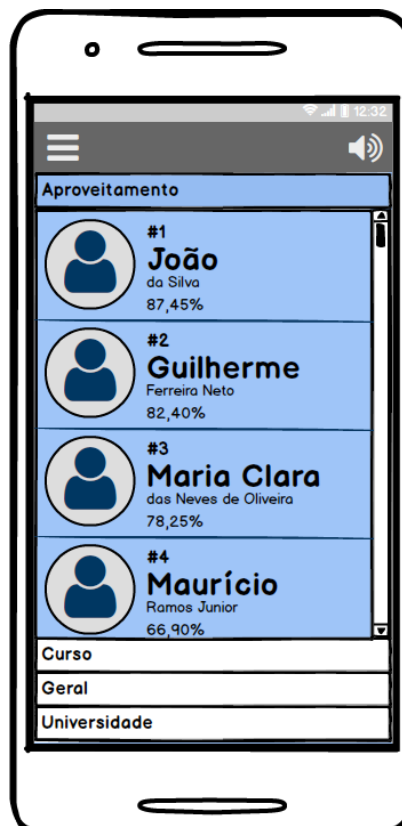 12:32
Aproveitamento
#1
João
da Silva
87,45%
#2
Guilherme
Ferreira Neto
82,40%
#3
Maria Clara
das Neves de Oliveira
78,25%
#4
Maurício
Ramos Junior
66,90%
Curso
Geral
Universidade